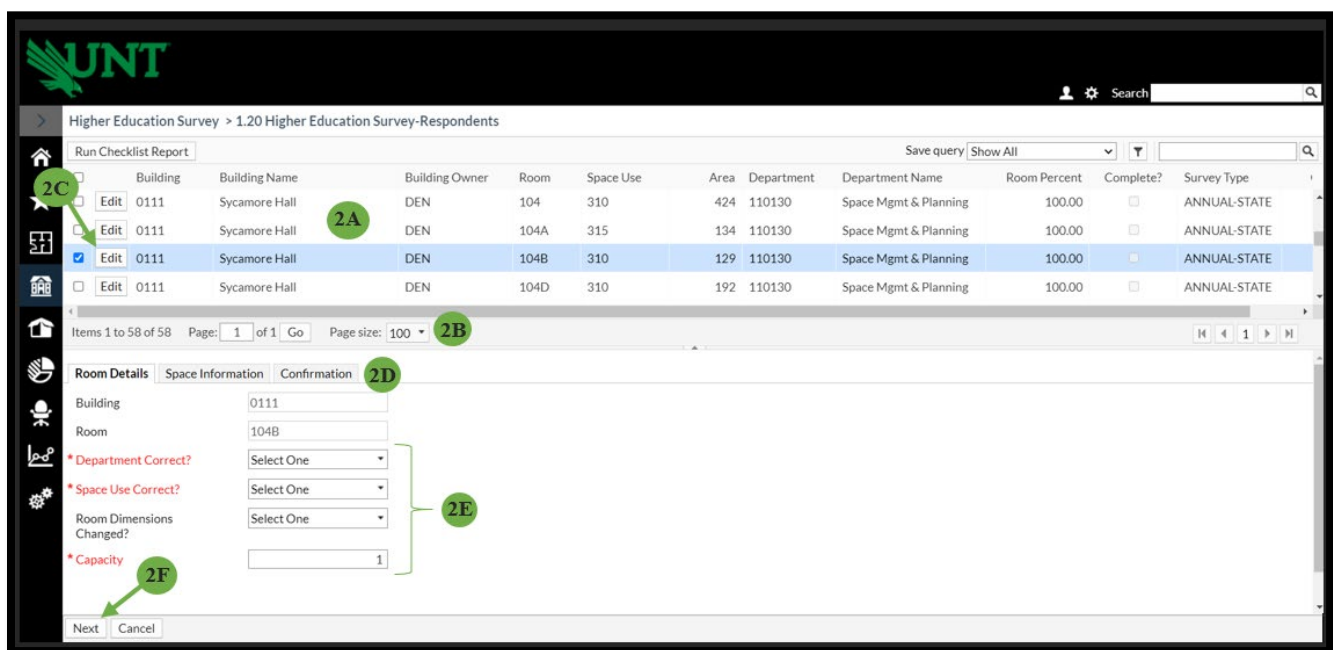 UNT
Search
Higher Education Survey > 1.20 Higher Education Survey-Respondents
Run Checklist Report Save query Show All
Building Building Name Building Owner Room Space Use Area Department Department Name Room Percent Complete? Survey Type
2C
Edit 0111 Sycamore Hall DEN 104 310 424 110130 Space Mgmt & Planning 100.00 ANNUAL-STATE
2A
Edit 0111 Sycamore Hall DEN 104A 315 134 110130 Space Mgmt & Planning 100.00 ANNUAL-STATE
Edit 0111 Sycamore Hall DEN 104B 310 129 110130 Space Mgmt & Planning 100.00 ANNUAL-STATE
Edit 0111 Sycamore Hall DEN 104D 310 192 110130 Space Mgmt & Planning 100.00 ANNUAL-STATE
Items 1 to 58 of 58 Page: 1 of 1 Go Page size: 100 2B 1
Room Details Space Information Confirmation 2D
Building 0111
Room 104B
* Department Correct? Select One
* Space Use Correct? Select One
2E
Room Dimensions Select One
Changed?
* Capacity 1
2F
Next Cancel